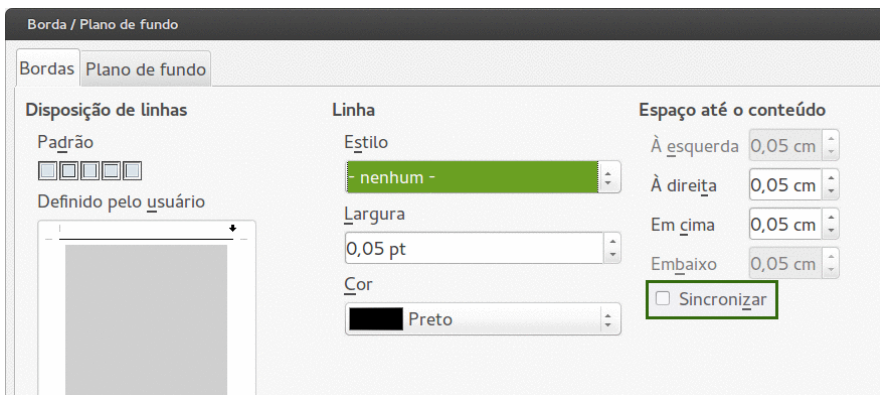 Borda / Plano de fundo
Bordas Plano de fundo
Disposição de linhas
Padrão
Definido pelo usuário
Linha
Estilo
- nenhum -
Largura
0,05 pt
Cor
Preto
Espaço até o conteúdo
À esquerda 0,05 cm
À direita 0,05 cm
Em cima 0,05 cm
Embaixo 0,05 cm
Sincronizar